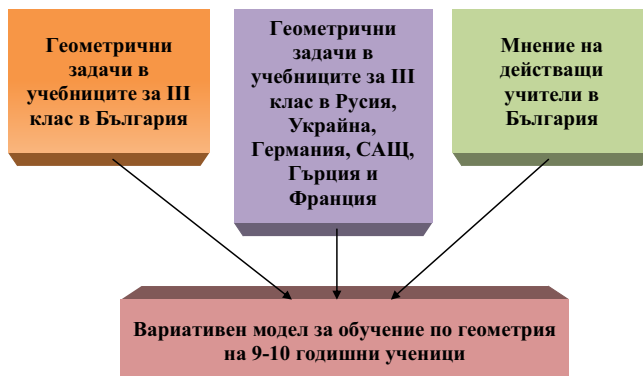 Геометрични
задачи в
учебниците за III
клас в България
Геометрични
задачи в
учебниците за III
клас в Русия,
Украйна,
Германия, САЩ,
Гърция и
Франция
Мнение на
действащи
учители в
България
Вариативен модел за обучение по геометрия
на 9-10 годишни ученици